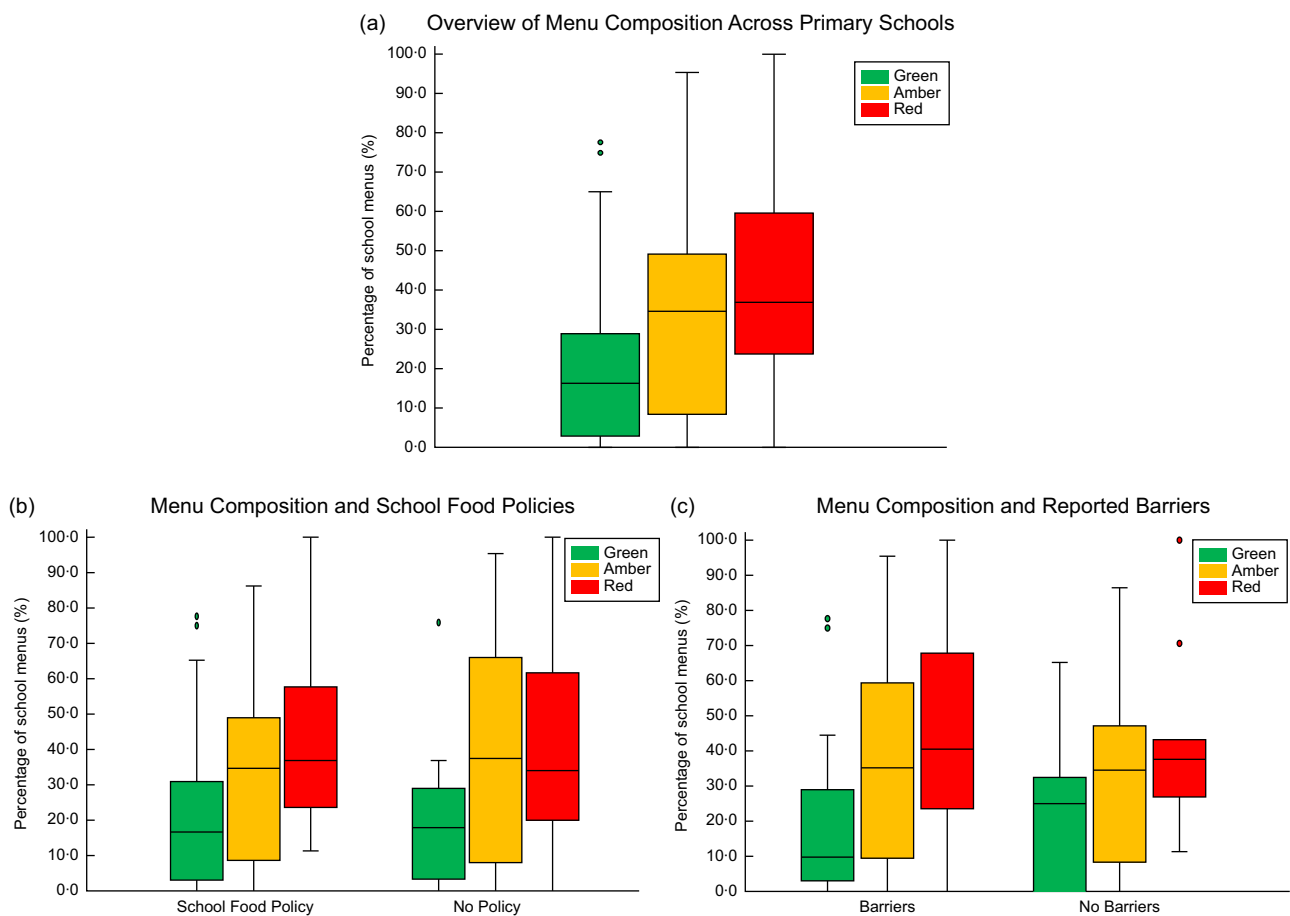 (a) Overview of Menu Composition Across Primary Schools
100·0
90·0
80·0
70·0
60·0
50·0
40·0
30·0
20·0
10·0
0·0
Percentage of school menus (%)
Green
Amber
Red
(b) Menu Composition and School Food Policies
100·0
90·0
80·0
70·0
60·0
50·0
40·0
30·0
20·0
10·0
0·0
Percentage of school menus (%)
Green
Amber
Red
School Food Policy
No Policy
(c) Menu Composition and Reported Barriers
100·0
90·0
80·0
70·0
60·0
50·0
40·0
30·0
20·0
10·0
0·0
Percentage of school menus (%)
Green
Amber
Red
Barriers
No Barriers